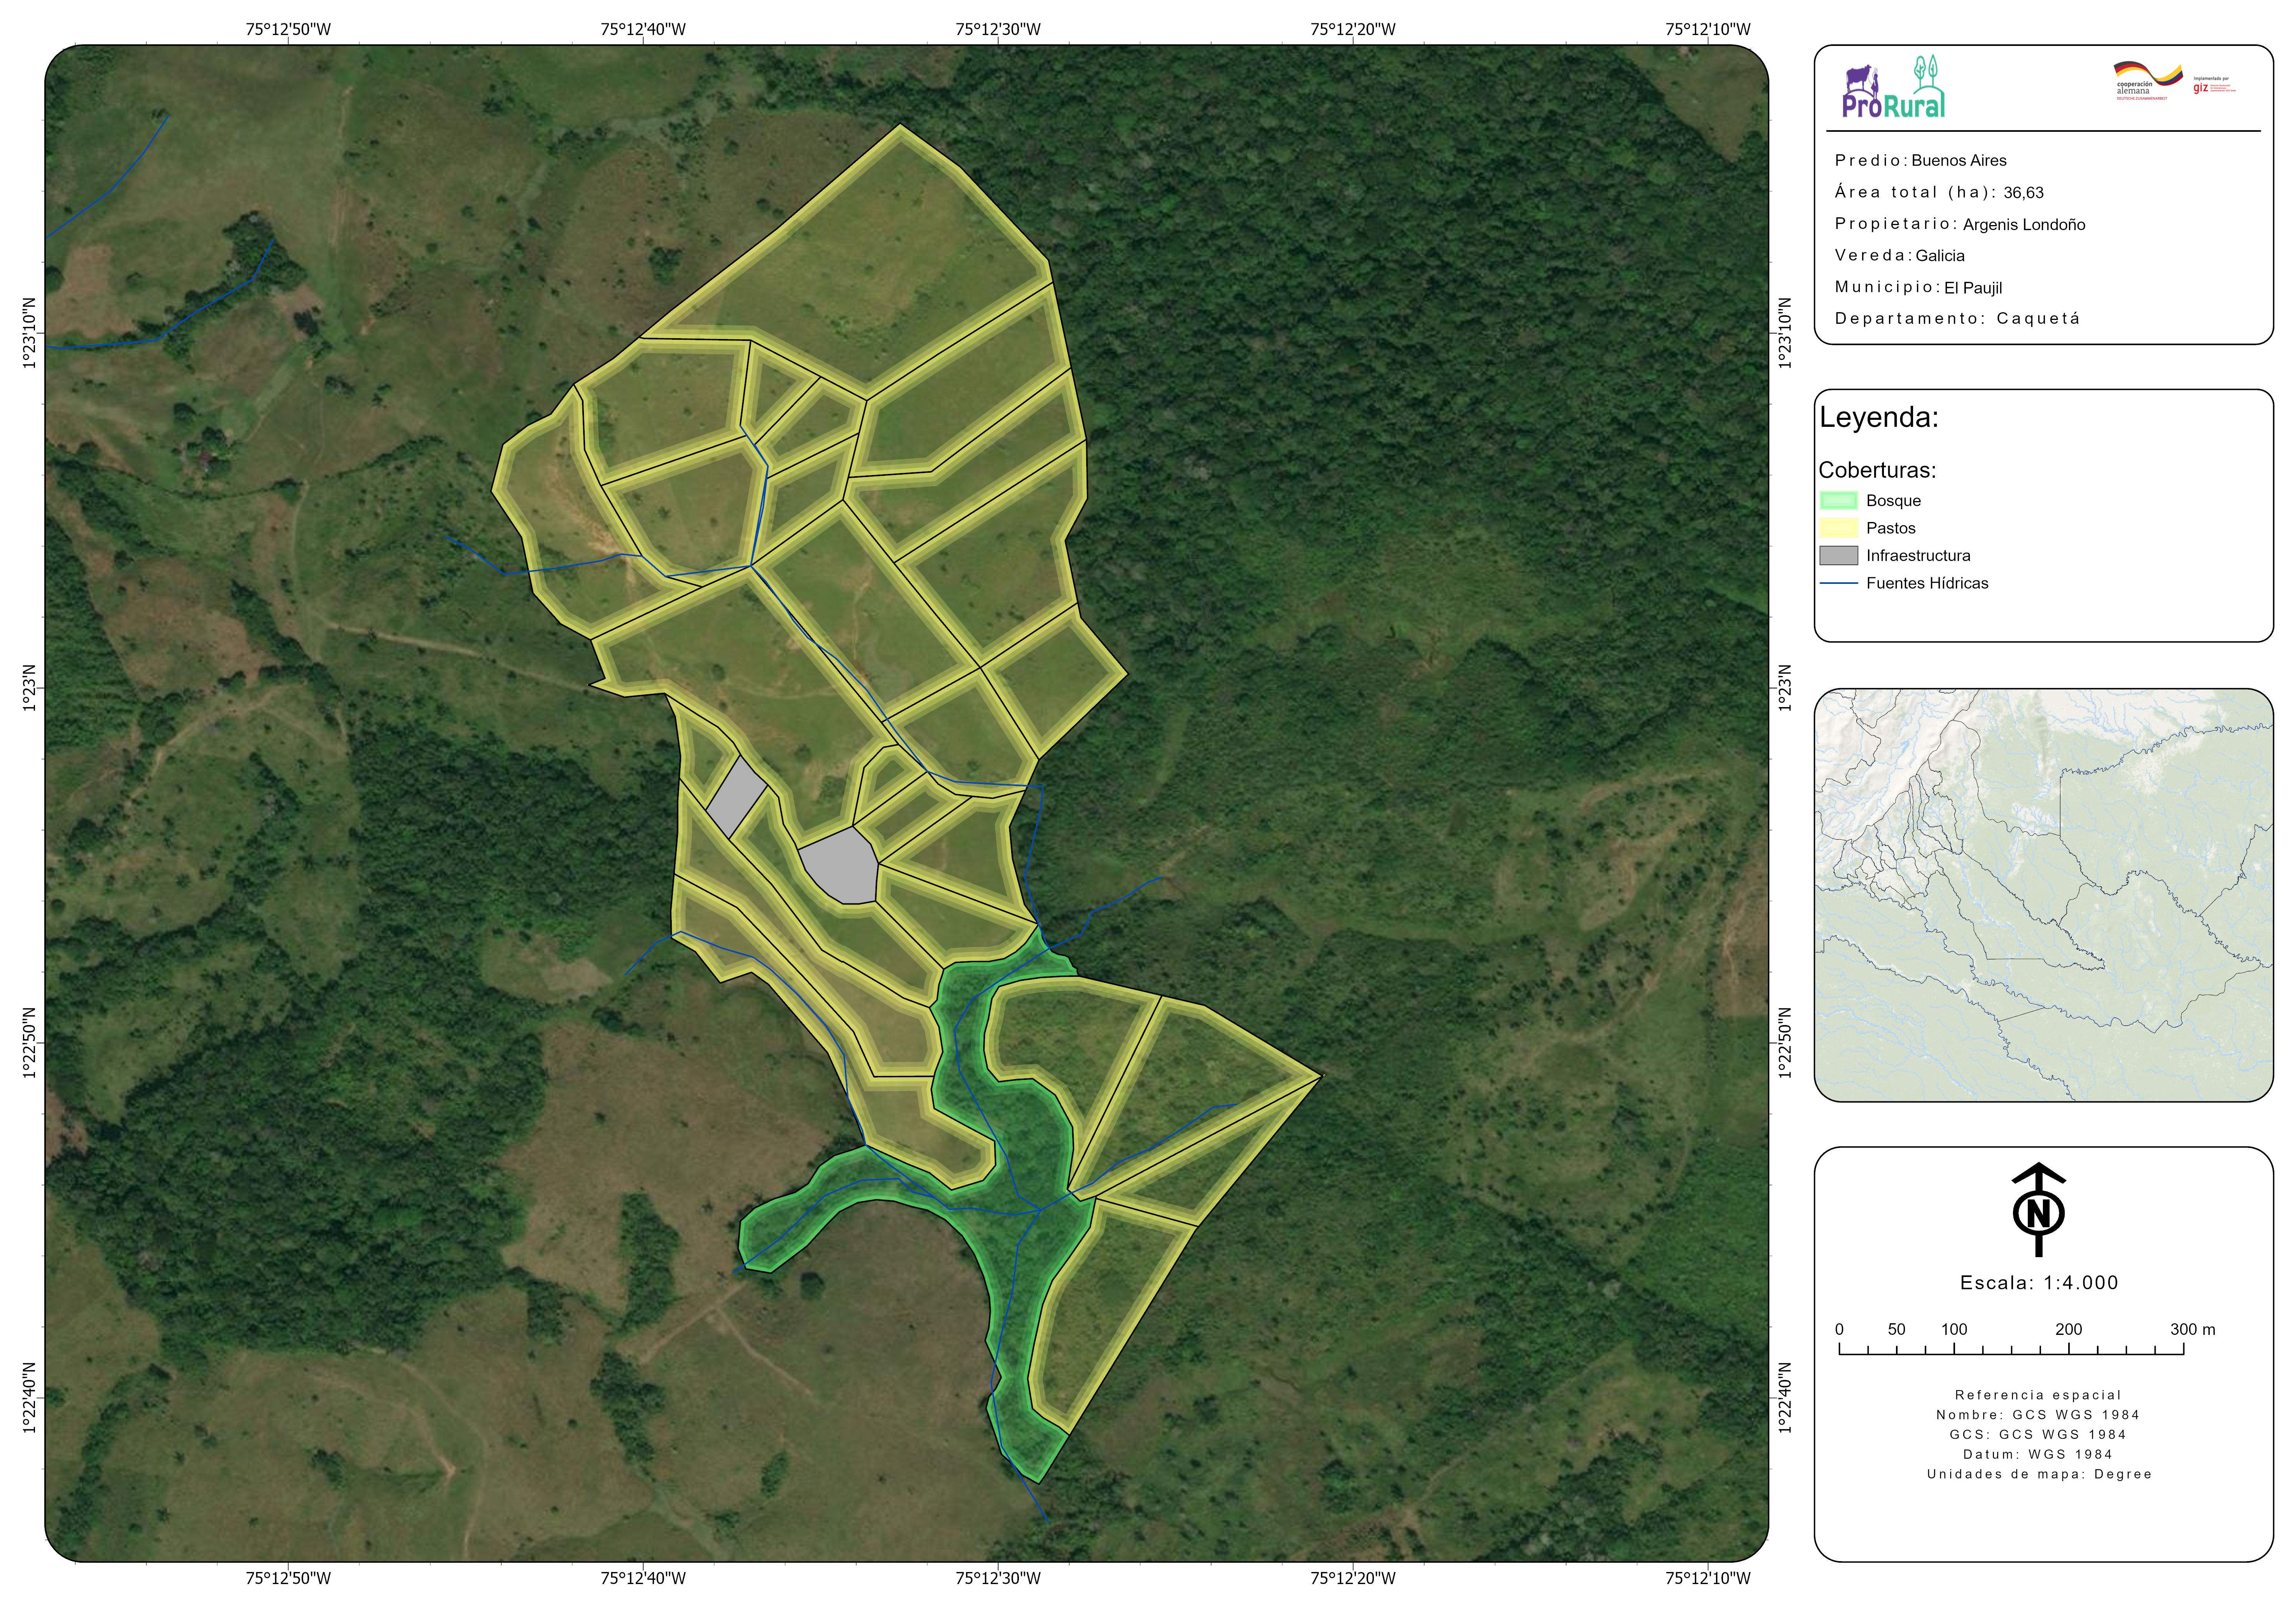 75°12'50"W
75°12'40"W
75°12'30"W
75°12'20"W
75°12'10"W
1°23'10"N
1°23'N
1°22'50"N
1°22'40"N
1°23'10"N
1°23'N
1°22'50"N
1°22'40"N
75°12'50"W
75°12'40"W
75°12'30"W
75°12'20"W
75°12'10"W
ProRural
cooperación
alemana
DEUTSCHE ZUSAMMENARBEIT
Implementada por
giz
Predio: Buenos Aires
Área total (ha): 36,63
Propietario: Argenis Londoño
Vereda: Galicia
Municipio: El Paujil
Departamento: Caquetá
Leyenda:
Coberturas:
Bosque
Pastos
Infraestructura
Fuentes Hídricas
N
Escala: 1:4.000
0 50 100 200 300 m
Referencia espacial
Nombre: GCS WGS 1984
GCS: GCS WGS 1984
Datum: WGS 1984
Unidades de mapa: Degree